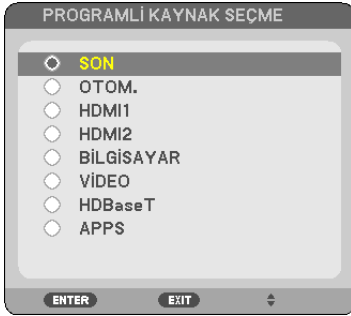 PROGRAMLİ KAYNAK SEÇME
SON
OTOM.
HDMI1
HDMI2
BİLGİSAYAR
VİDEO
HDBaseT
APPS
ENTER EXIT